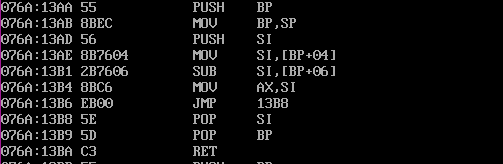 076A:13AA 55 PUSH BP
076A:13AB 8BEC MOV BP,SP
076A:13AD 56 PUSH SI
076A:13AE 8B7604 MOV SI,[BP+04]
076A:13B1 2B7606 SUB SI,[BP+06]
076A:13B4 8BC6 MOV AX,SI
076A:13B6 EB00 JMP 13B8
076A:13B8 5E POP SI
076A:13B9 5D POP BP
076A:13BA C3 RET